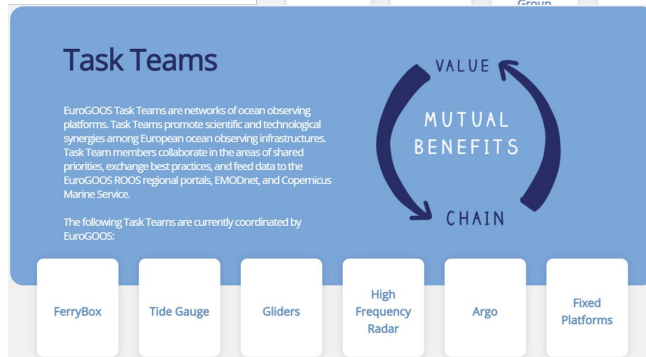 Group
Task Teams
EuroGOOS Task Teams are networks of ocean observing
platforms. Task Teams promote scientific and technological
synergies among European ocean observing infrastructures.
Task Team members collaborate in the areas of shared
priorities, exchange best practices, and feed data to the
EuroGOOS ROOS regional portals, EMODnet, and Copernicus
Marine Service.
The following Task Teams are currently coordinated by
EuroGOOS:
VALUE
MUTUAL
BENEFITS
CHAIN
FerryBox
Tide Gauge
Gliders
High
Frequency
Radar
Argo
Fixed
Platforms